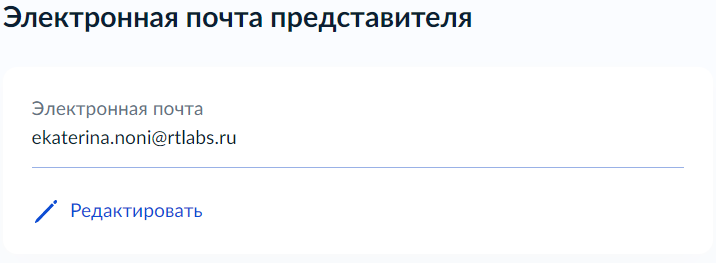 Электронная почта представителя
Электронная почта
ekaterina.noni@rtlabs.ru
Редактировать